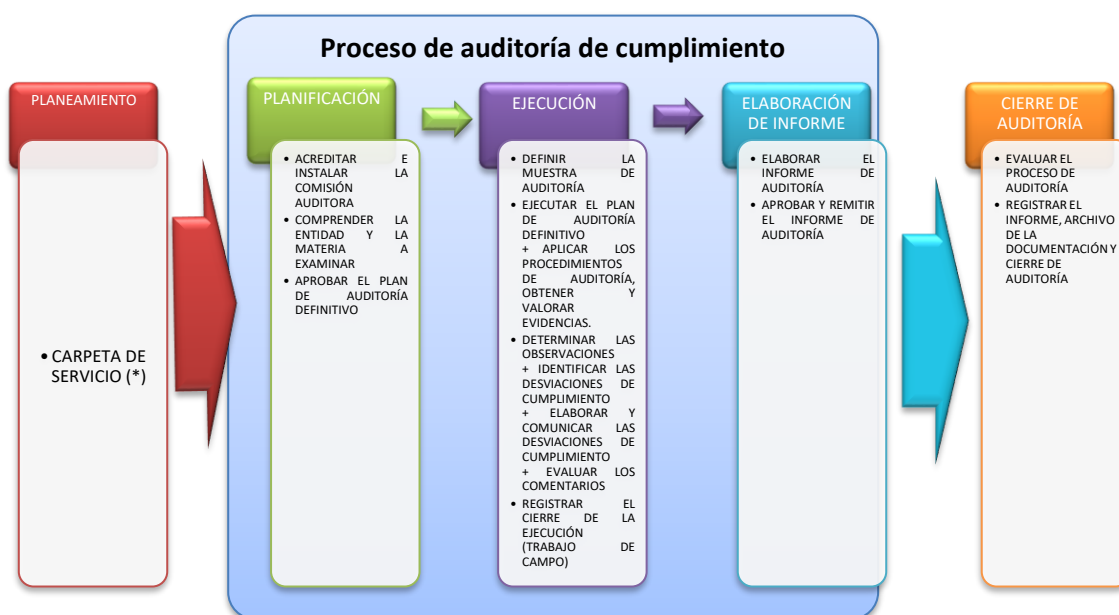 Proceso de auditoría de cumplimiento
PLANEAMIENTO
• CARPETA DE
SERVICIO (*)
PLANIFICACIÓN
• ACREDITAR E
INSTALAR LA
COMISIÓN
AUDITORA
• COMPRENDER LA
ENTIDAD Y LA
MATERIA A
EXAMINAR
• APROBAR EL PLAN
DE AUDITORÍA
DEFINITIVO
EJECUCIÓN
• DEFINIR LA
MUESTRA DE
AUDITORÍA
• EJECUTAR EL PLAN
DE AUDITORÍA
DEFINITIVO
+ APLICAR LOS
PROCEDIMIENTOS
DE AUDITORÍA,
OBTENER Y
VALORAR
EVIDENCIAS.
• DETERMINAR LAS
OBSERVACIONES
+ IDENTIFICAR LAS
DESVIACIONES DE
CUMPLIMIENTO
+ ELABORAR Y
COMUNICAR LAS
DESVIACIONES DE
CUMPLIMIENTO
+ EVALUAR LOS
COMENTARIOS
• REGISTRAR EL
CIERRE DE LA
EJECUCIÓN
(TRABAJO DE
CAMPO)
ELABORACIÓN
DE INFORME
• ELABORAR EL
INFORME DE
AUDITORÍA
• APROBAR Y REMITIR
EL INFORME DE
AUDITORÍA
CIERRE DE
AUDITORÍA
• EVALUAR EL
PROCESO DE
AUDITORÍA
• REGISTRAR EL
INFORME, ARCHIVO
DE LA
DOCUMENTACIÓN Y
CIERRE DE
AUDITORÍA